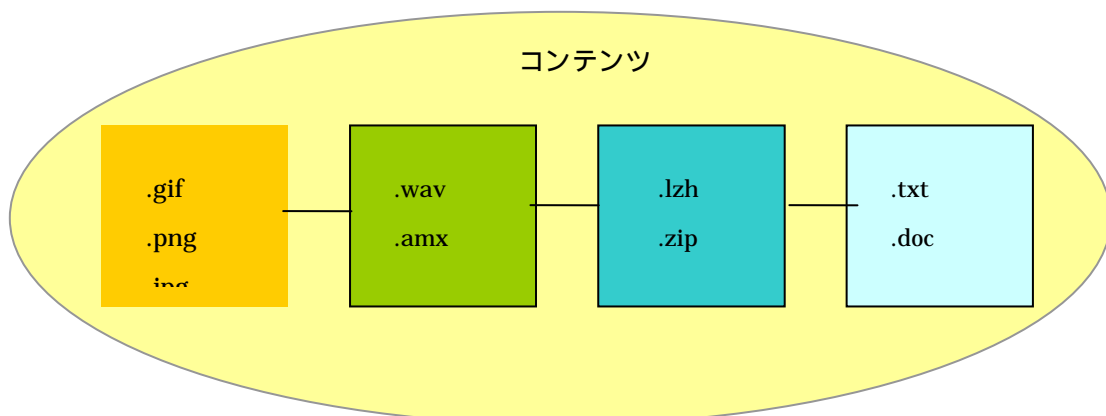 コンテンツ
.gif
.png
.wav
.amx
.lzh
.zip
.txt
.doc